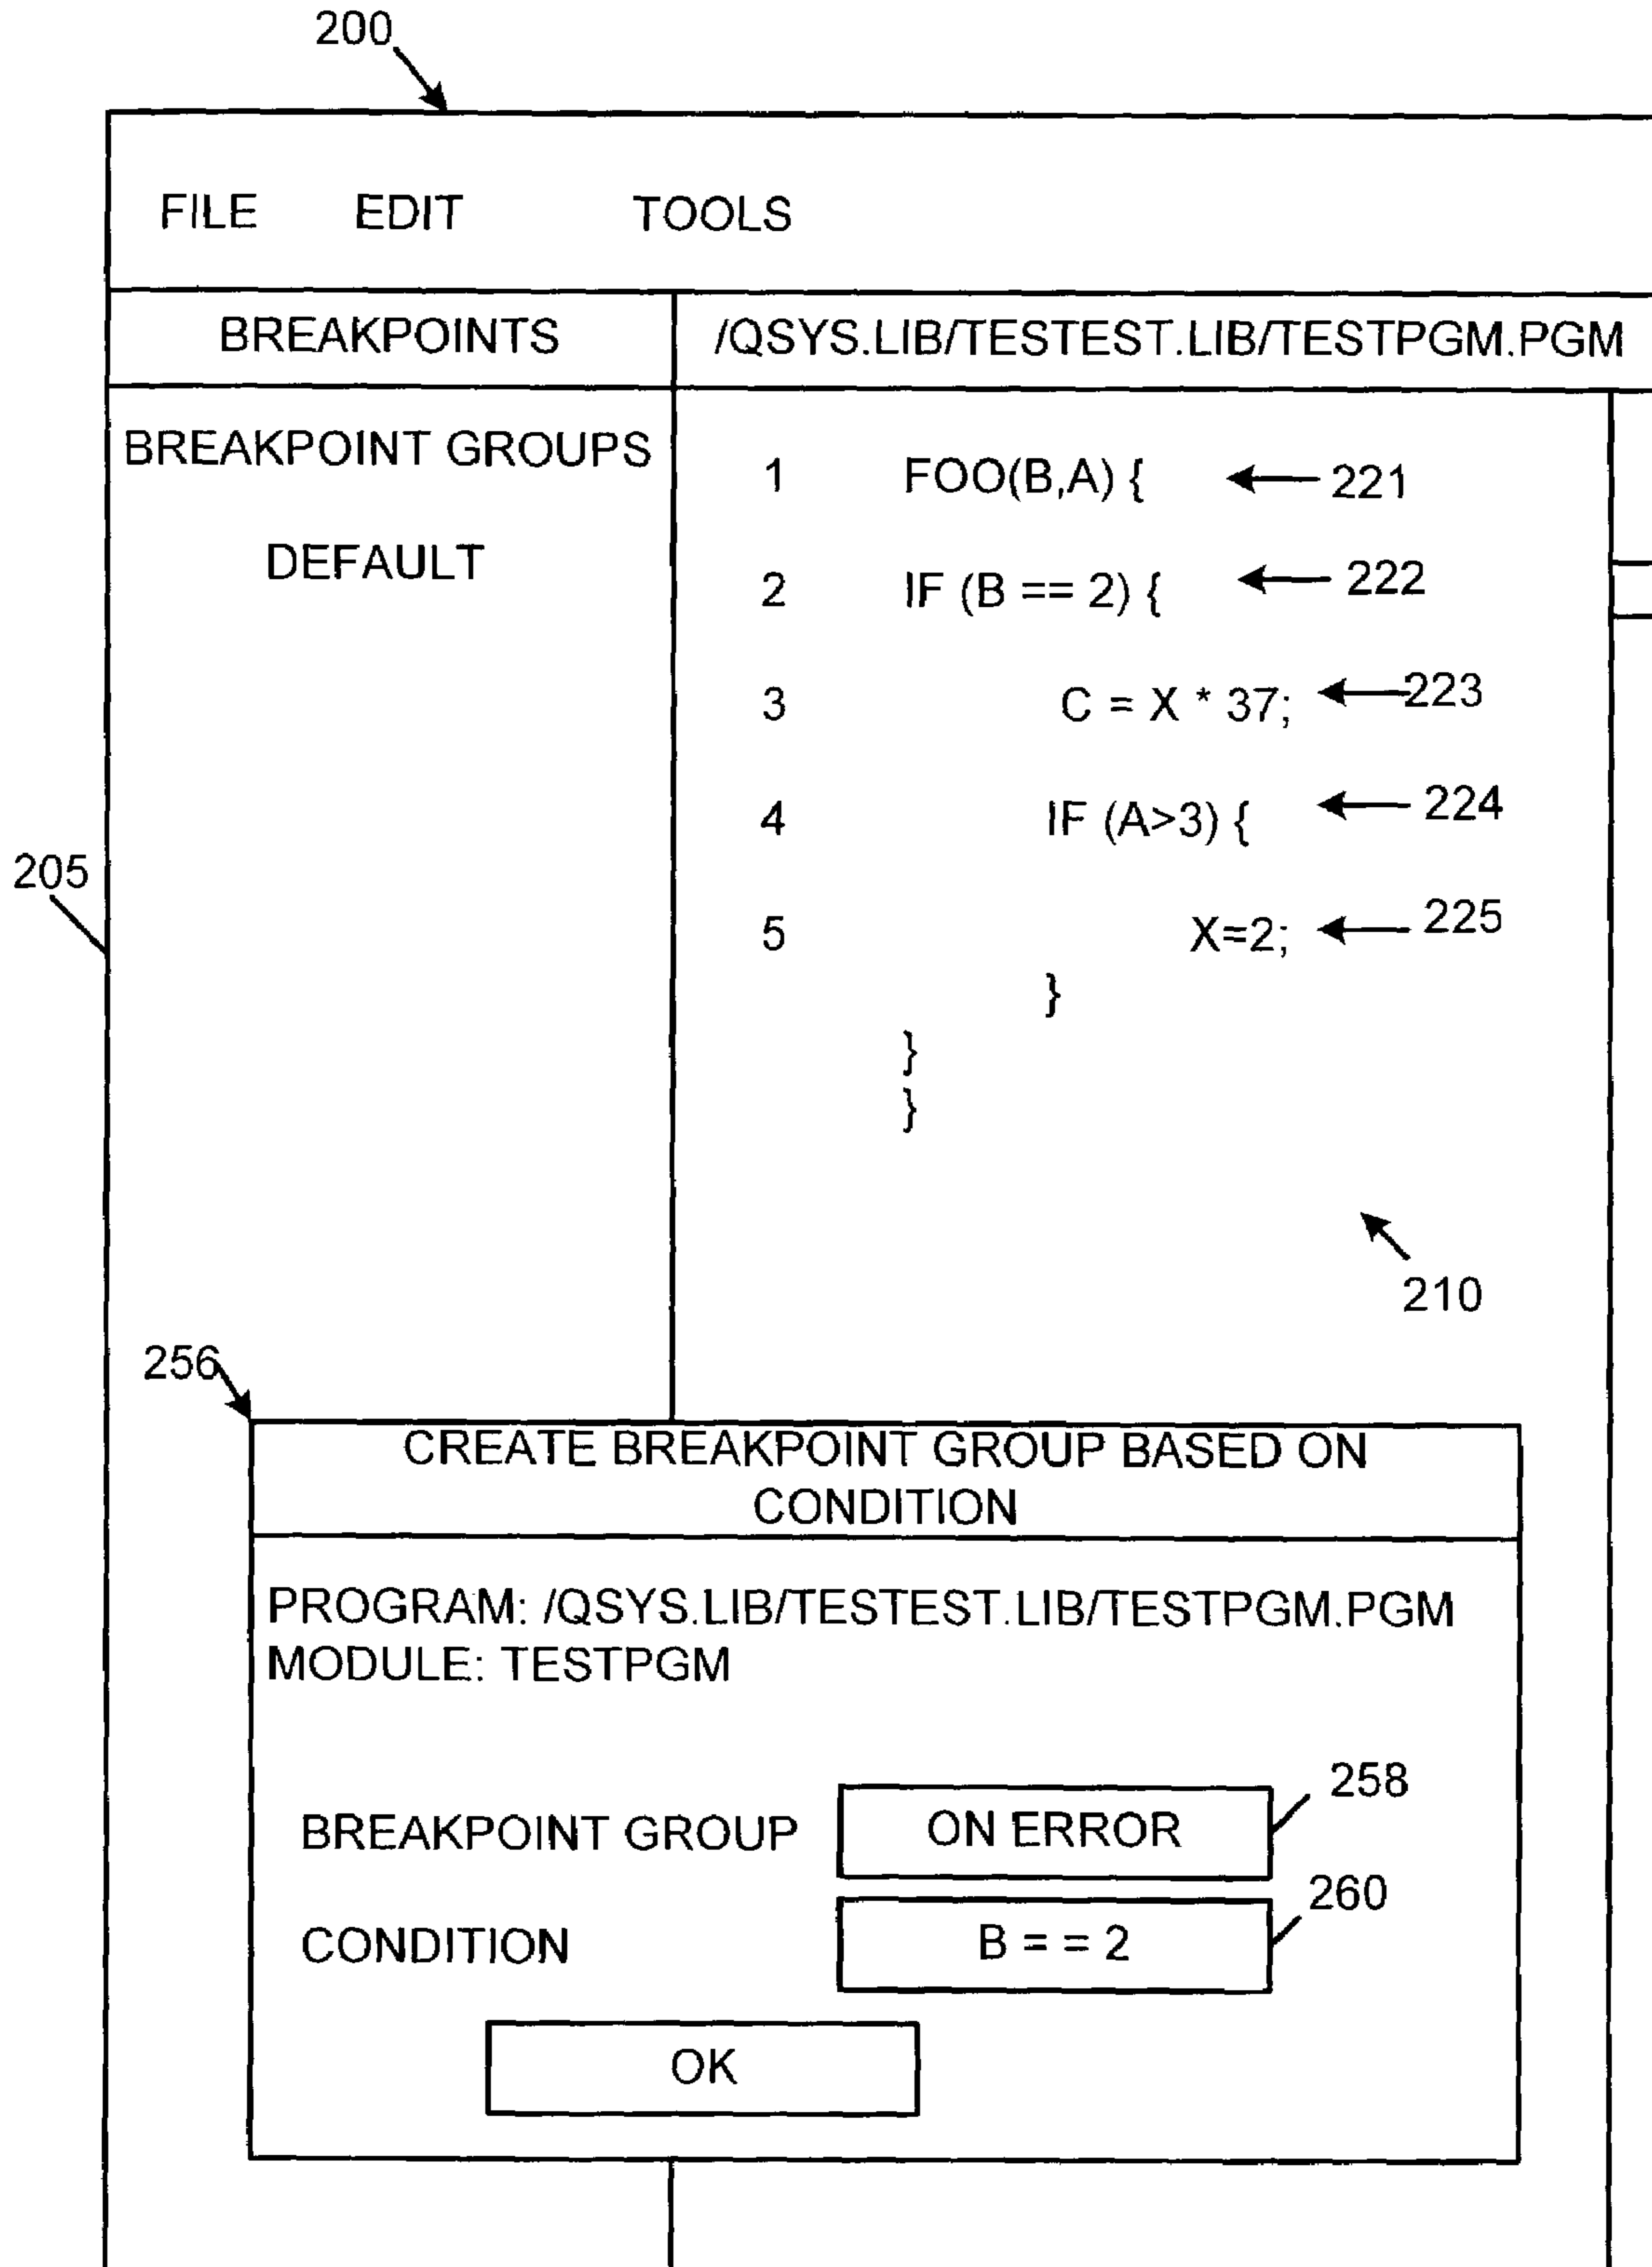 200
FILE EDIT TOOLS
BREAKPOINTS
/QSYS.LIB/TESTEST.LIB/TESTPGM.PGM
BREAKPOINT GROUPS
DEFAULT
1 FOO(B,A) { 221
2 IF (B == 2) { 222
3 C = X * 37; 223
4 IF (A>3) { 224
5 X=2; 225
}
}
}
205
210
256
CREATE BREAKPOINT GROUP BASED ON
CONDITION
PROGRAM: /QSYS.LIB/TESTEST.LIB/TESTPGM.PGM
MODULE: TESTPGM
BREAKPOINT GROUP ON ERROR 258
CONDITION B = = 2 260
OK